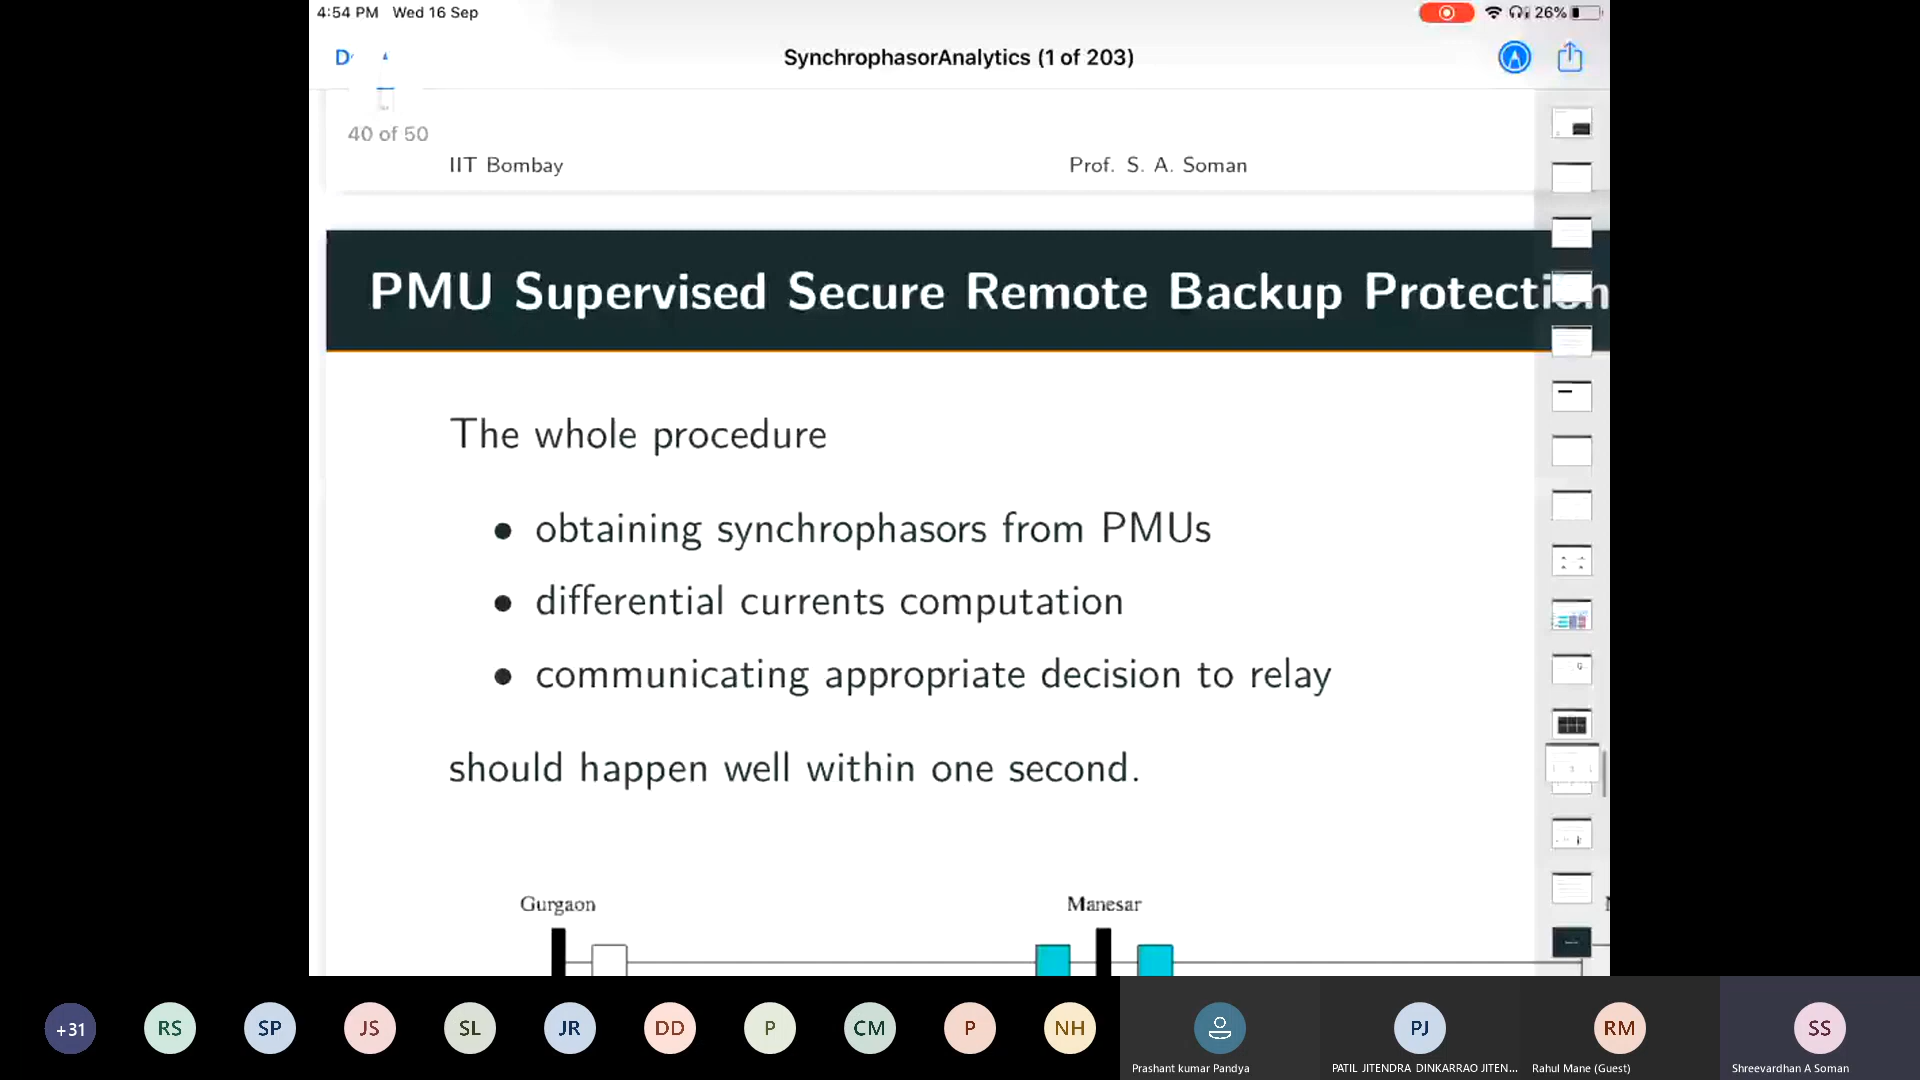 4:54 PM Wed 16 Sep
26%
SynchrophasorAnalytics (1 of 203)
40 of 50
IIT Bombay
Prof. S. A. Soman
PMU Supervised Secure Remote Backup Protection
The whole procedure
• obtaining synchrophasors from PMUs
• differential currents computation
• communicating appropriate decision to relay
should happen well within one second.
Gurgaon
Manesar
+31
RS
SP
JS
SL
JR
DD
P
CM
P
NH
PJ
RM
SS
Prashant kumar Pandya
PATIL JITENDRA DINKARRAO JITEN...
Rahul Mane (Guest)
Shreevardhan A Soman